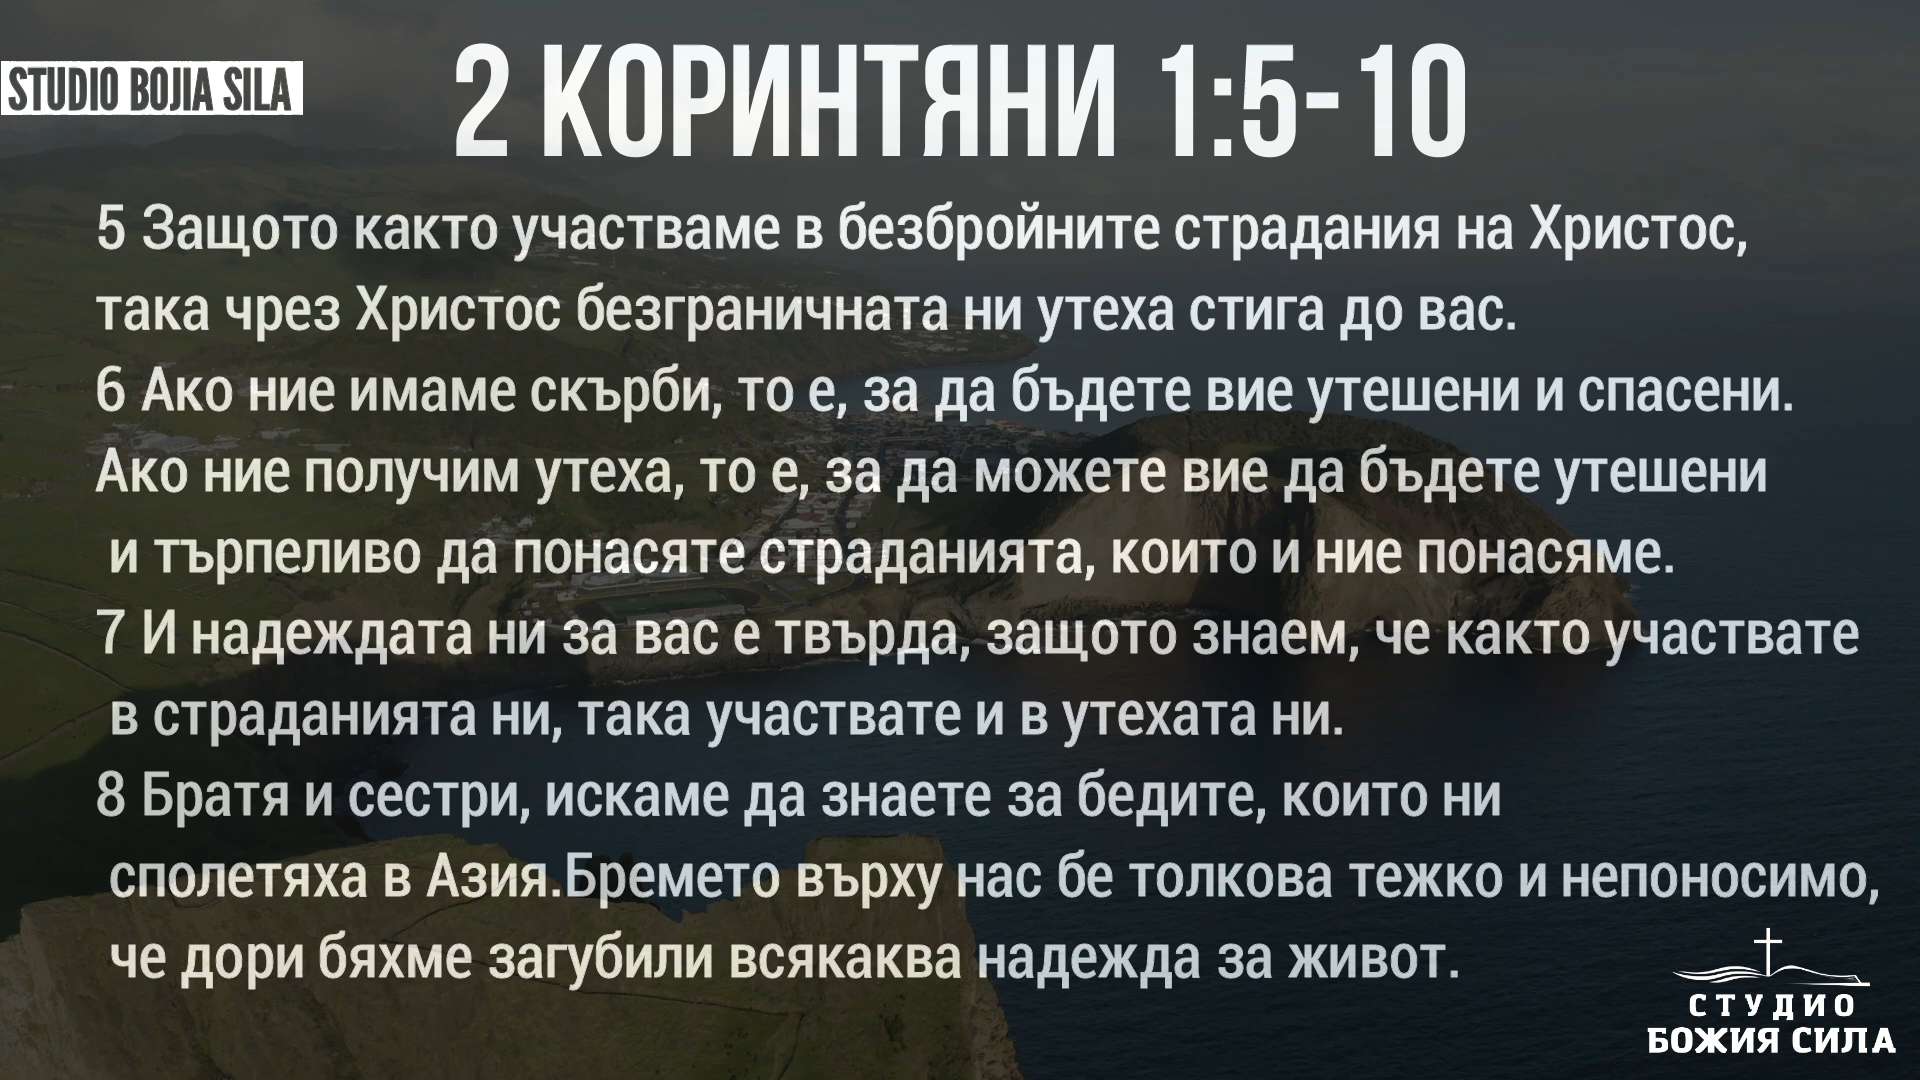 STUDIO BOJIA SILA
2 КОРИНТЯНИ 1:5-10
5 Защото както участваме в безбройните страдания на Христос,
така чрез Христос безграничната ни утеха стига до вас.
6 Ако ние имаме скърби, то е, за да бъдете вие утешени и спасени.
Ако ние получим утеха, то е, за да можете вие да бъдете утешени
и търпеливо да понасяте страданията, които и ние понасяме.
7 И надеждата ни за вас е твърда, защото знаем, че както участвате
в страданията ни, така участвате и в утехата ни.
8 Братя и сестри, искаме да знаете за бедите, които ни
сполетяха в Азия.Бремето върху нас бе толкова тежко и непоносимо,
че дори бяхме загубили всякаква надежда за живот.
СТУДИО
БОЖИЯ СИЛА